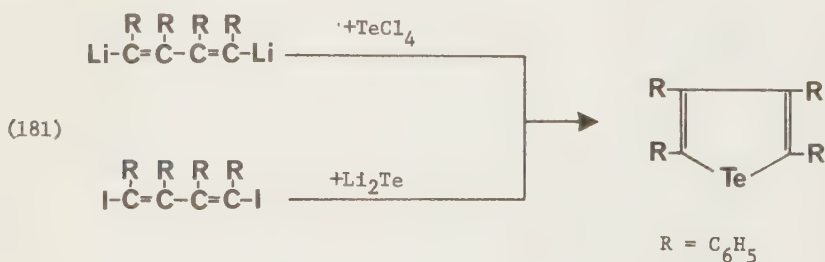 R R R R
Li-C=C-C=C-Li
+TeCl4
(181)
R R R R
I-C=C-C=C-I
+Li2Te
R R
R R
Te
R = C6H5